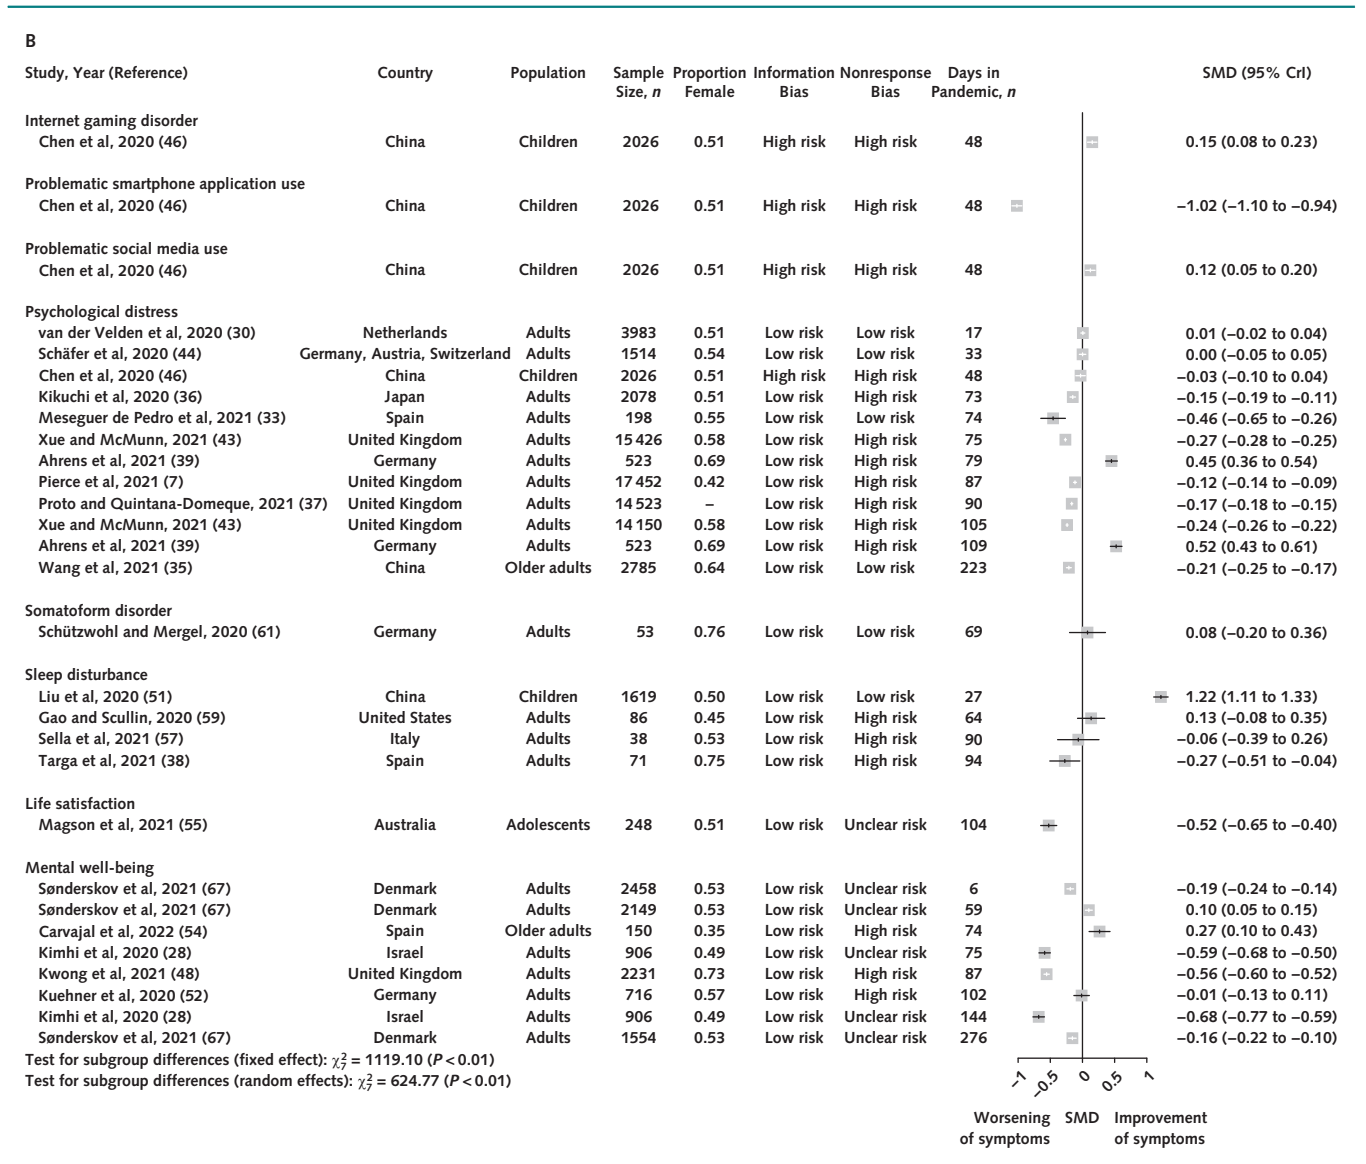 B
Study, Year (Reference) Country Population Sample Size, n Proportion Female Information Bias Nonresponse Bias Days in Pandemic, n SMD (95% CrI)
Internet gaming disorder
Chen et al, 2020 (46) China Children 2026 0.51 High risk High risk 48 0.15 (0.08 to 0.23)
Problematic smartphone application use
Chen et al, 2020 (46) China Children 2026 0.51 High risk High risk 48 −1.02 (−1.10 to −0.94)
Problematic social media use
Chen et al, 2020 (46) China Children 2026 0.51 High risk High risk 48 0.12 (0.05 to 0.20)
Psychological distress
van der Velden et al, 2020 (30) Netherlands Adults 3983 0.51 Low risk Low risk 17 0.01 (−0.02 to 0.04)
Schäfer et al, 2020 (44) Germany, Austria, Switzerland Adults 1514 0.54 Low risk Low risk 33 0.00 (−0.05 to 0.05)
Chen et al, 2020 (46) China Children 2026 0.51 High risk High risk 48 −0.03 (−0.10 to 0.04)
Kikuchi et al, 2020 (36) Japan Adults 2078 0.51 Low risk High risk 73 −0.15 (−0.19 to −0.11)
Meseguer de Pedro et al, 2021 (33) Spain Adults 198 0.55 Low risk Low risk 74 −0.46 (−0.65 to −0.26)
Xue and McMunn, 2021 (43) United Kingdom Adults 15 426 0.58 Low risk High risk 75 −0.27 (−0.28 to −0.25)
Ahrens et al, 2021 (39) Germany Adults 523 0.69 Low risk High risk 79 0.45 (0.36 to 0.54)
Pierce et al, 2021 (7) United Kingdom Adults 17 452 0.42 Low risk High risk 87 −0.12 (−0.14 to −0.09)
Proto and Quintana-Domeque, 2021 (37) United Kingdom Adults 14 523 – Low risk High risk 90 −0.17 (−0.18 to −0.15)
Xue and McMunn, 2021 (43) United Kingdom Adults 14 150 0.58 Low risk High risk 105 −0.24 (−0.26 to −0.22)
Ahrens et al, 2021 (39) Germany Adults 523 0.69 Low risk High risk 109 0.52 (0.43 to 0.61)
Wang et al, 2021 (35) China Older adults 2785 0.64 Low risk Low risk 223 −0.21 (−0.25 to −0.17)
Somatoform disorder
Schützwohl and Mergel, 2020 (61) Germany Adults 53 0.76 Low risk Low risk 69 0.08 (−0.20 to 0.36)
Sleep disturbance
Liu et al, 2020 (51) China Children 1619 0.50 Low risk Low risk 27 1.22 (1.11 to 1.33)
Gao and Scullin, 2020 (59) United States Adults 86 0.45 Low risk High risk 64 0.13 (−0.08 to 0.35)
Sella et al, 2021 (57) Italy Adults 38 0.53 Low risk High risk 90 −0.06 (−0.39 to 0.26)
Targa et al, 2021 (38) Spain Adults 71 0.75 Low risk High risk 94 −0.27 (−0.51 to −0.04)
Life satisfaction
Magson et al, 2021 (55) Australia Adolescents 248 0.51 Low risk Unclear risk 104 −0.52 (−0.65 to −0.40)
Mental well-being
Sønderskov et al, 2021 (67) Denmark Adults 2458 0.53 Low risk Unclear risk 6 −0.19 (−0.24 to −0.14)
Sønderskov et al, 2021 (67) Denmark Adults 2149 0.53 Low risk Unclear risk 59 0.10 (0.05 to 0.15)
Carvajal et al, 2022 (54) Spain Older adults 150 0.35 Low risk High risk 74 0.27 (0.10 to 0.43)
Kimhi et al, 2020 (28) Israel Adults 906 0.49 Low risk Unclear risk 75 −0.59 (−0.68 to −0.50)
Kwong et al, 2021 (48) United Kingdom Adults 2231 0.73 Low risk High risk 87 −0.56 (−0.60 to −0.52)
Kuehner et al, 2020 (52) Germany Adults 716 0.57 Low risk High risk 102 −0.01 (−0.13 to 0.11)
Kimhi et al, 2020 (28) Israel Adults 906 0.49 Low risk Unclear risk 144 −0.68 (−0.77 to −0.59)
Sønderskov et al, 2021 (67) Denmark Adults 1554 0.53 Low risk Unclear risk 276 −0.16 (−0.22 to −0.10)
Test for subgroup differences (fixed effect): χ²₇ = 1119.10 (P < 0.01)
Test for subgroup differences (random effects): χ²₇ = 624.77 (P < 0.01)
−1 −0.5 0 0.5 1
Worsening of symptoms SMD Improvement of symptoms